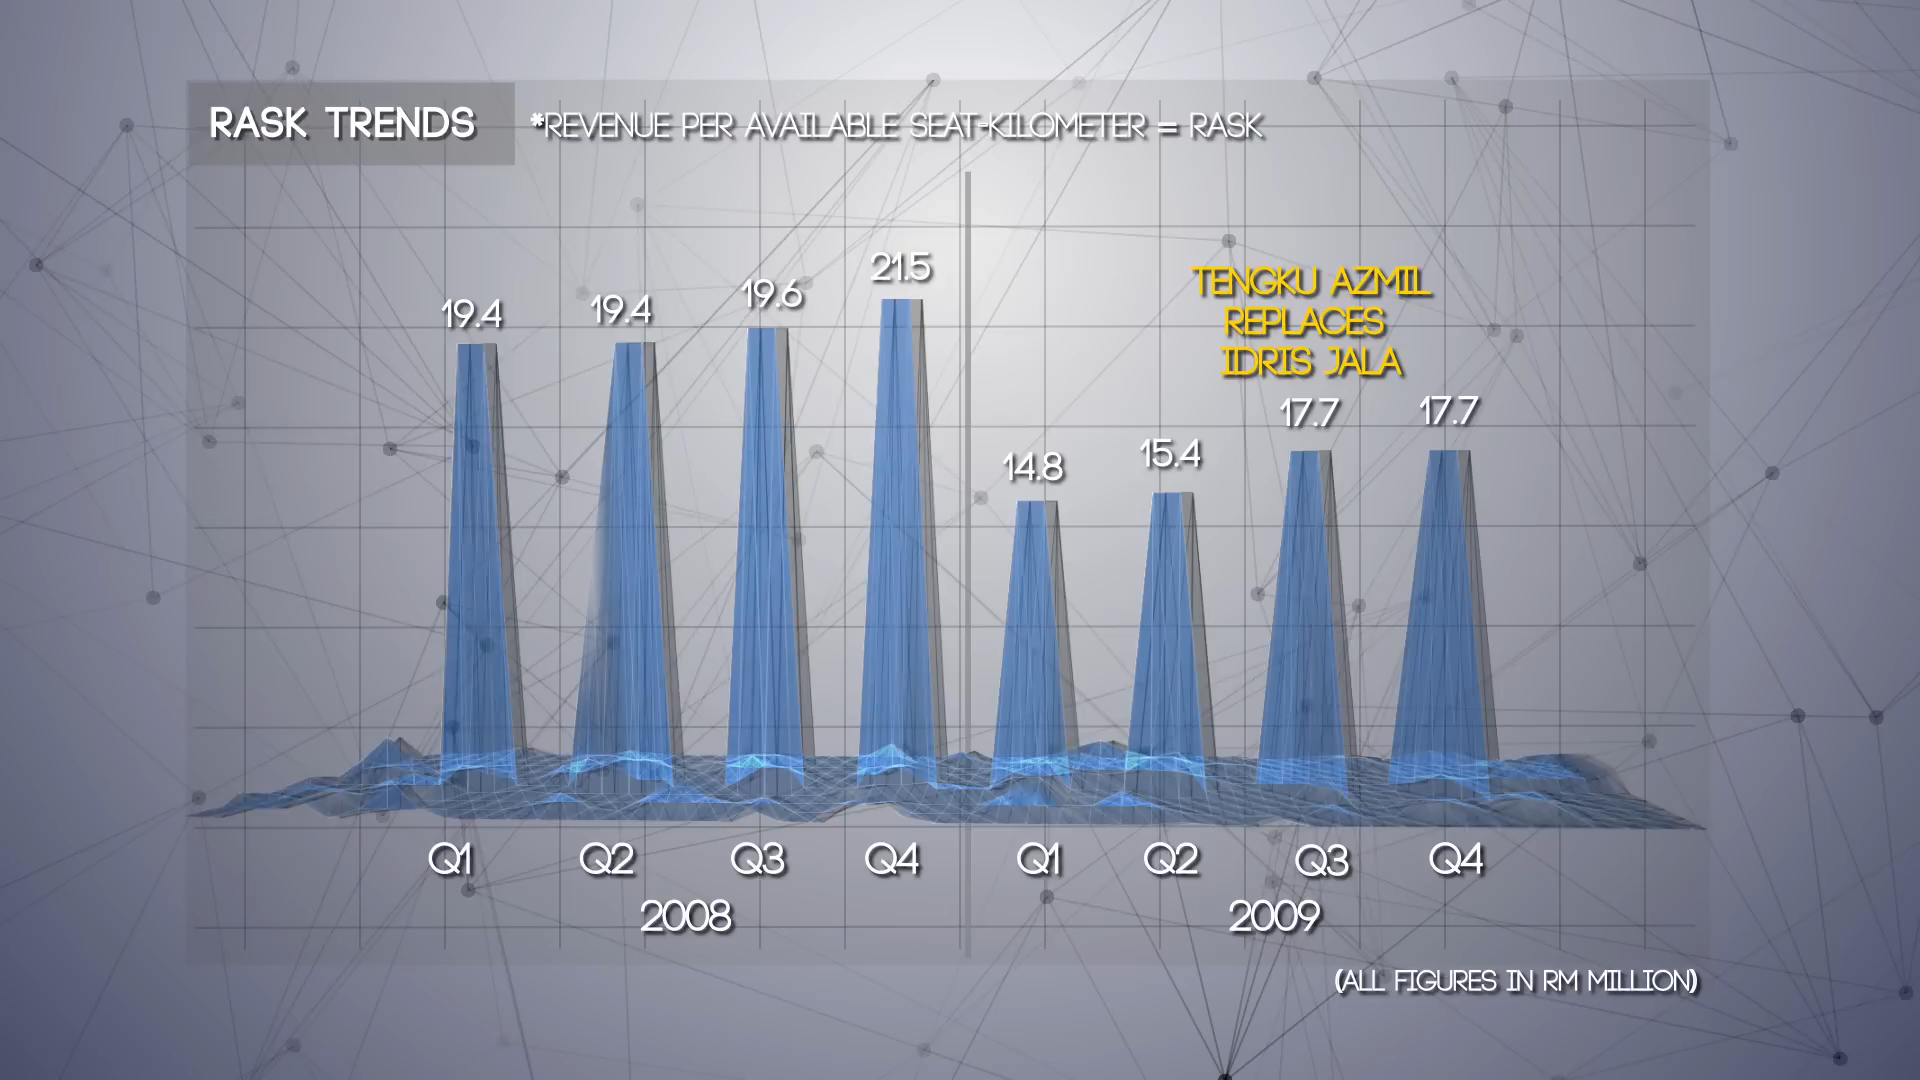 RASK TRENDS
*REVENUE PER AVAILABLE SEAT-KILOMETER = RASK
19.4
19.4
19.6
21.5
14.8
15.4
TENGKU AZMIL
REPLACES
IDRIS JALA
17.7
17.7
Q1 Q2 Q3 Q4 Q1 Q2 Q3 Q4
2008 2009
(ALL FIGURES IN RM MILLION)